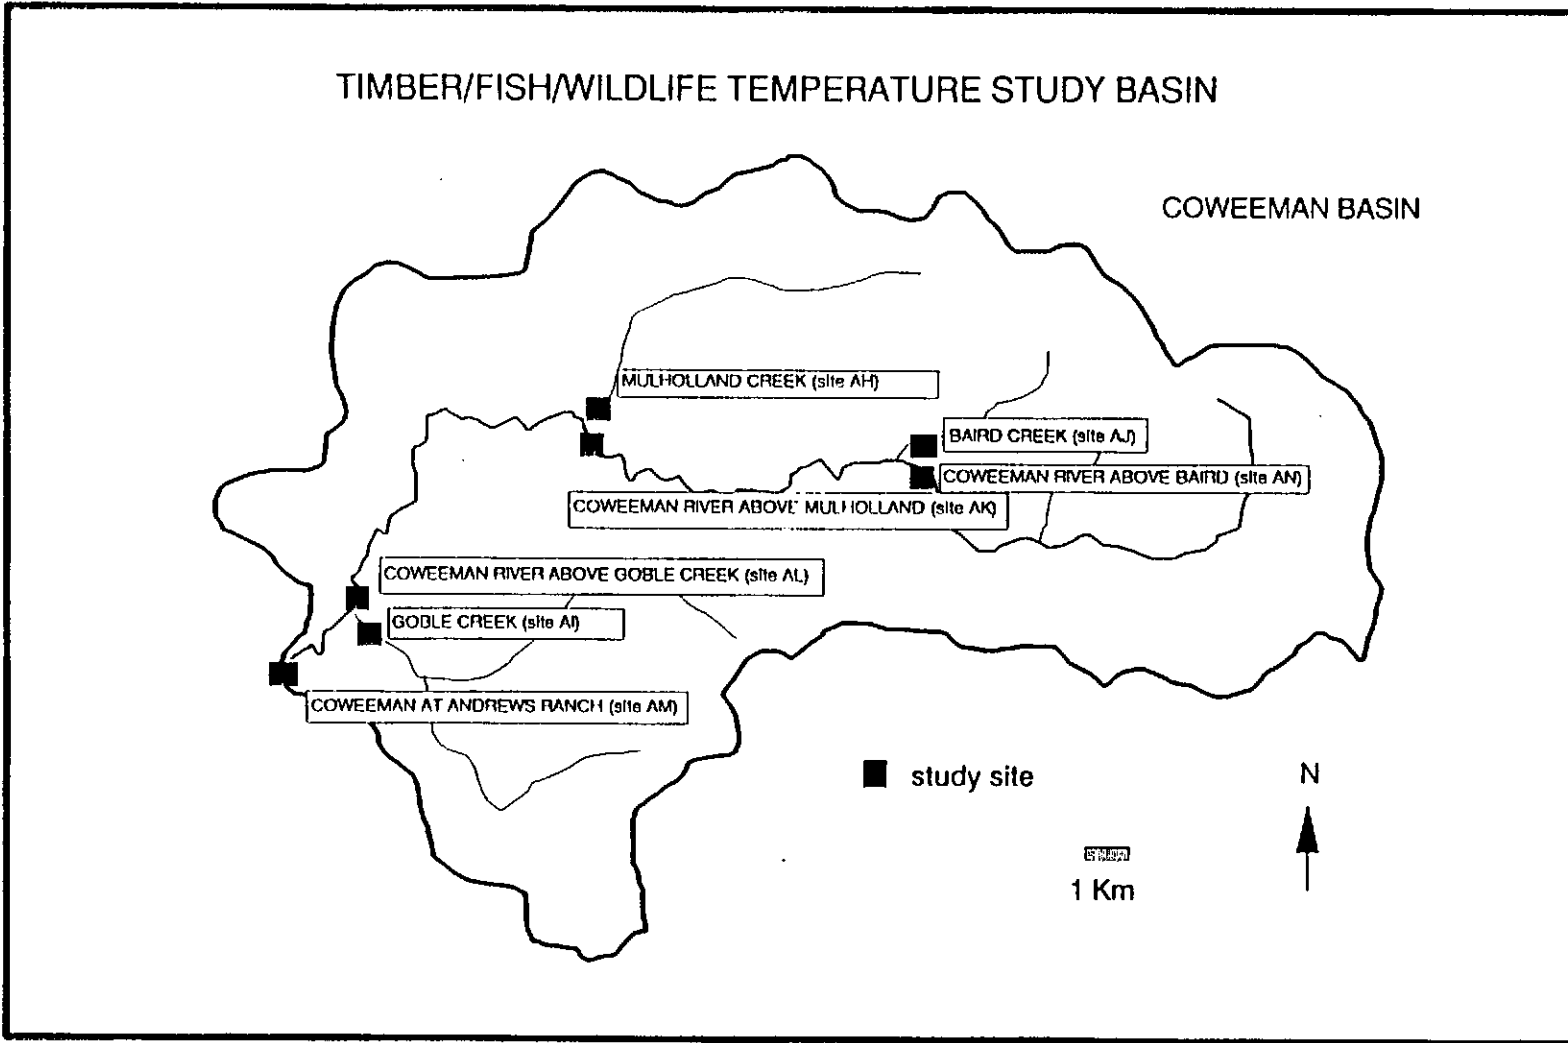 TIMBER/FISH/WILDLIFE TEMPERATURE STUDY BASIN
COWEEMAN BASIN
MULHOLLAND CREEK (site AH)
BAIRD CREEK (site AJ)
COWEEMAN RIVER ABOVE BAIRD (site AN)
COWEEMAN RIVER ABOVE MULHOLLAND (site AK)
COWEEMAN RIVER ABOVE GOBLE CREEK (site AL)
GOBLE CREEK (site AI)
COWEEMAN AT ANDREWS RANCH (site AM)
study site
N
1 Km